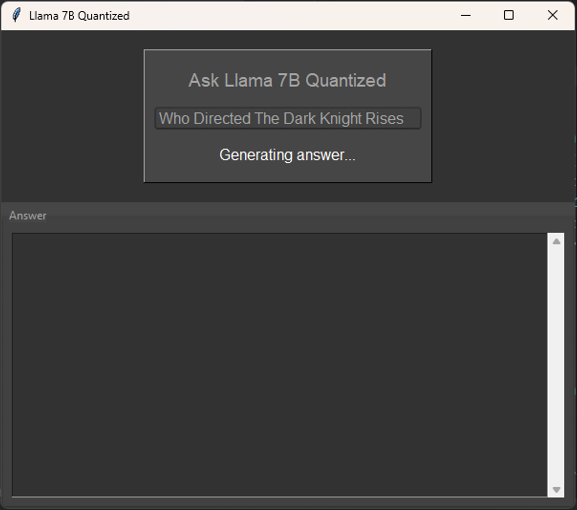 Llama 7B Quantized
Ask Llama 7B Quantized
Who Directed The Dark Knight Rises
Generating answer...
Answer